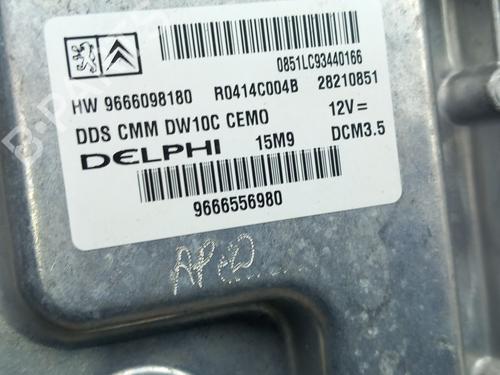 0851LC93440166
HW 9666098180 R0414C004B 28210851
DDS CMM DW10C CEMO 12V=
DELPHI 15M9 DCM3.5
9666556980